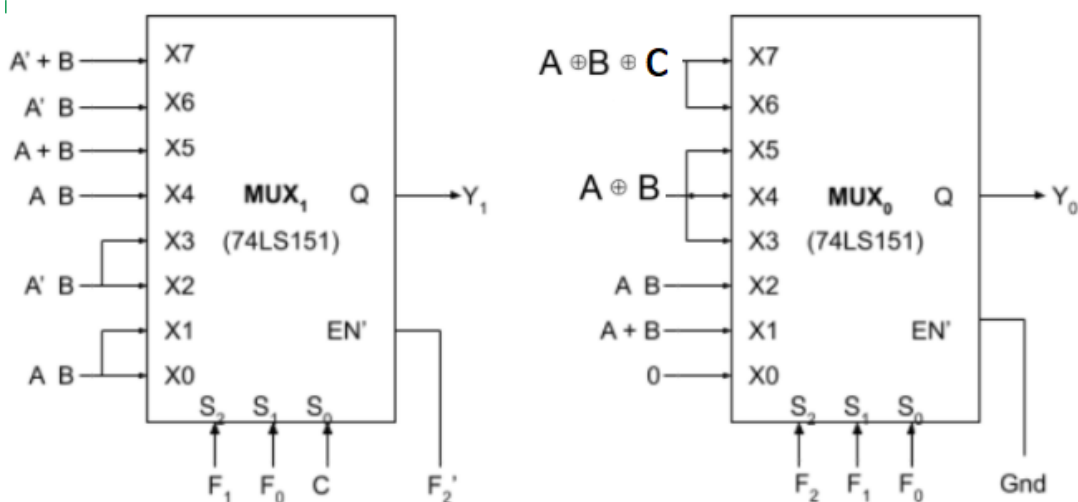 A' + B
X7
A' B
X6
A + B
X5
A B
X4
MUX₁
Q
Y₁
X3
(74LS151)
A' B
X2
X1
EN'
A B
X0
S₂ S₁ S₀
F₁ F₀ C F₂'
A ⊕B ⊕ C
X7
X6
X5
A ⊕ B
X4
MUX₀
Q
Y₀
X3
(74LS151)
A B
X2
A + B
X1
EN'
0
X0
S₂ S₁ S₀
F₂ F₁ F₀ Gnd